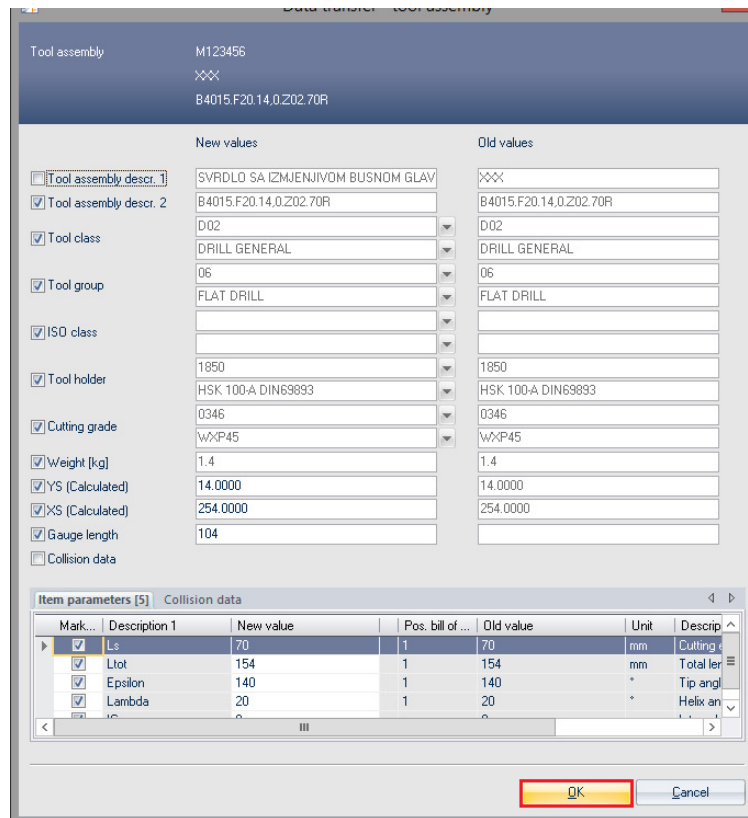 Data transfer - tool assembly
Tool assembly M123456
XXX
B4015.F20.14,0.Z02.70R
New values Old values
Tool assembly descr. 1 SVRDLO SA IZMJENJIVOM BUSNOM GLAV XXX
Tool assembly descr. 2 B4015.F20.14,0.Z02.70R B4015.F20.14,0.Z02.70R
Tool class D02 D02
DRILL GENERAL DRILL GENERAL
Tool group 06 06
FLAT DRILL FLAT DRILL
ISO class
Tool holder 1850 1850
HSK 100-A DIN69893 HSK 100-A DIN69893
Cutting grade 0346 0346
WXP45 WXP45
Weight [kg] 1.4 1.4
YS (Calculated) 14.0000 14.0000
XS (Calculated) 254.0000 254.0000
Gauge length 104
Collision data
Item parameters [5] Collision data
Mark... Description 1 New value Pos. bill of ... Old value Unit Descrip
Ls 70 1 70 mm Cutting e
Ltot 154 1 154 mm Total ler
Epsilon 140 1 140 ° Tip angl
Lambda 20 1 20 ° Helix an
OK Cancel